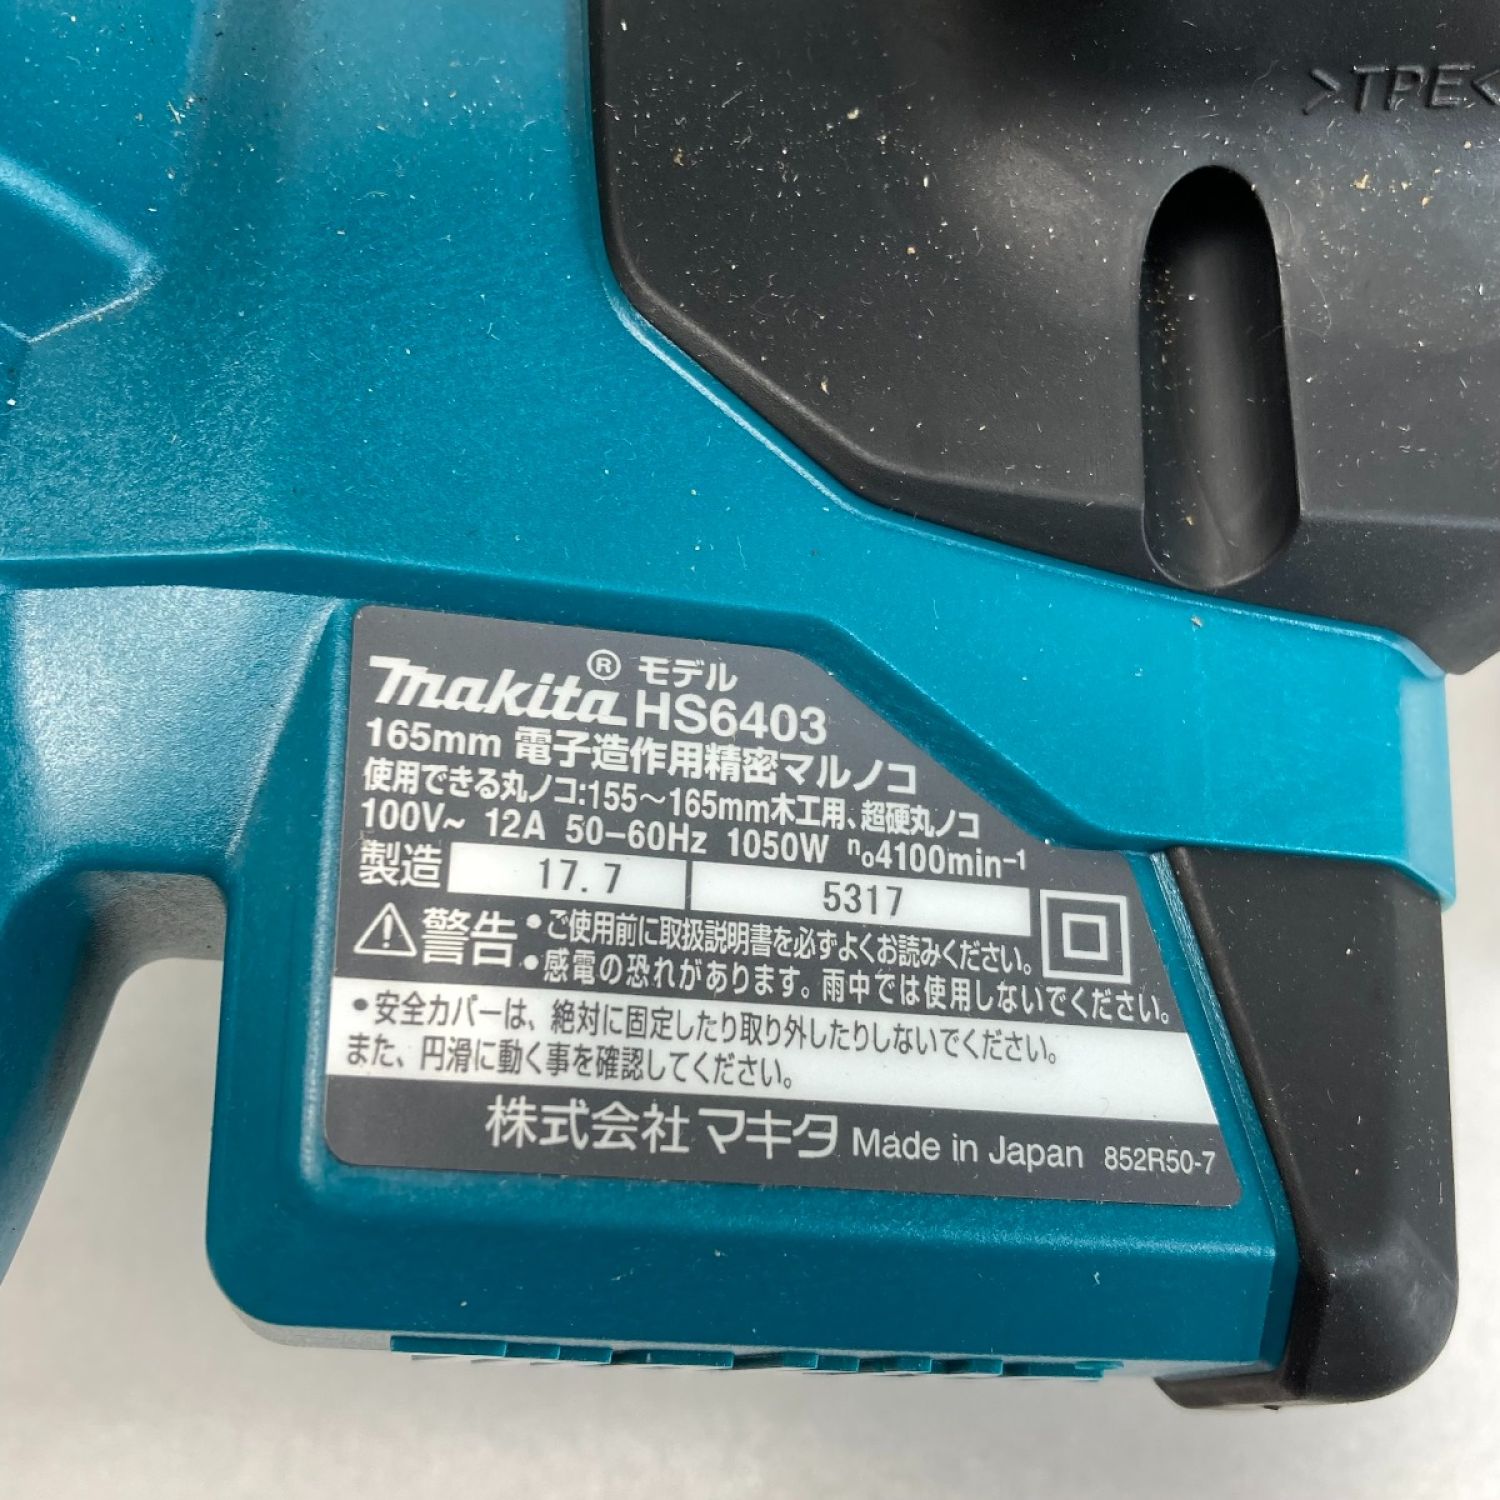 >TPE<
makita® モデル HS6403
165mm 電子造作用精密マルノコ
使用できる丸ノコ:155～165mm木工用、超硬丸ノコ
100V~ 12A 50-60Hz 1050W n₀4100min⁻¹
製造 17.7 5317
⚠警告 •ご使用前に取扱説明書を必ずよくお読みください。
•感電の恐れがあります。雨中では使用しないでください。
•安全カバーは、絶対に固定したり取り外したりしないでください。
また、円滑に動く事を確認してください。
株式会社マキタ Made in Japan 852R50-7